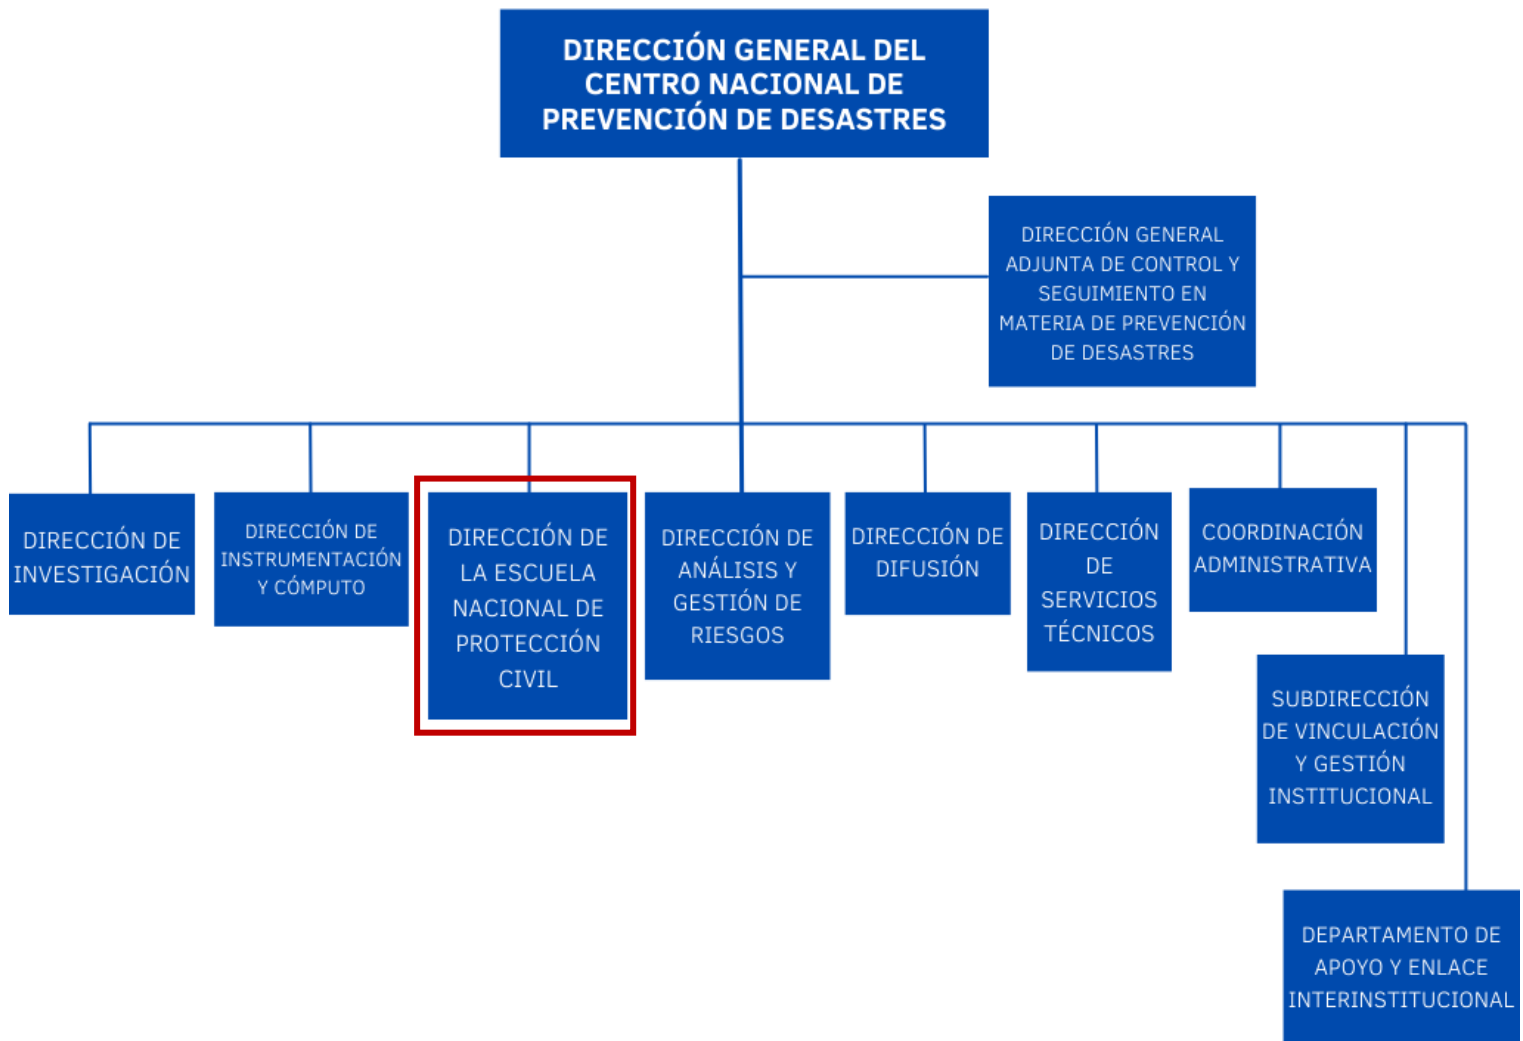 DIRECCIÓN GENERAL DEL
CENTRO NACIONAL DE
PREVENCIÓN DE DESASTRES
DIRECCIÓN GENERAL
ADJUNTA DE CONTROL Y
SEGUIMIENTO EN
MATERIA DE PREVENCIÓN
DE DESASTRES
DIRECCIÓN DE
INVESTIGACIÓN
DIRECCIÓN DE
INSTRUMENTACIÓN
Y CÓMPUTO
DIRECCIÓN DE
LA ESCUELA
NACIONAL DE
PROTECCIÓN
CIVIL
DIRECCIÓN DE
ANÁLISIS Y
GESTIÓN DE
RIESGOS
DIRECCIÓN DE
DIFUSIÓN
DIRECCIÓN
DE
SERVICIOS
TÉCNICOS
COORDINACIÓN
ADMINISTRATIVA
SUBDIRECCIÓN
DE VINCULACIÓN
Y GESTIÓN
INSTITUCIONAL
DEPARTAMENTO DE
APOYO Y ENLACE
INTERINSTITUCIONAL